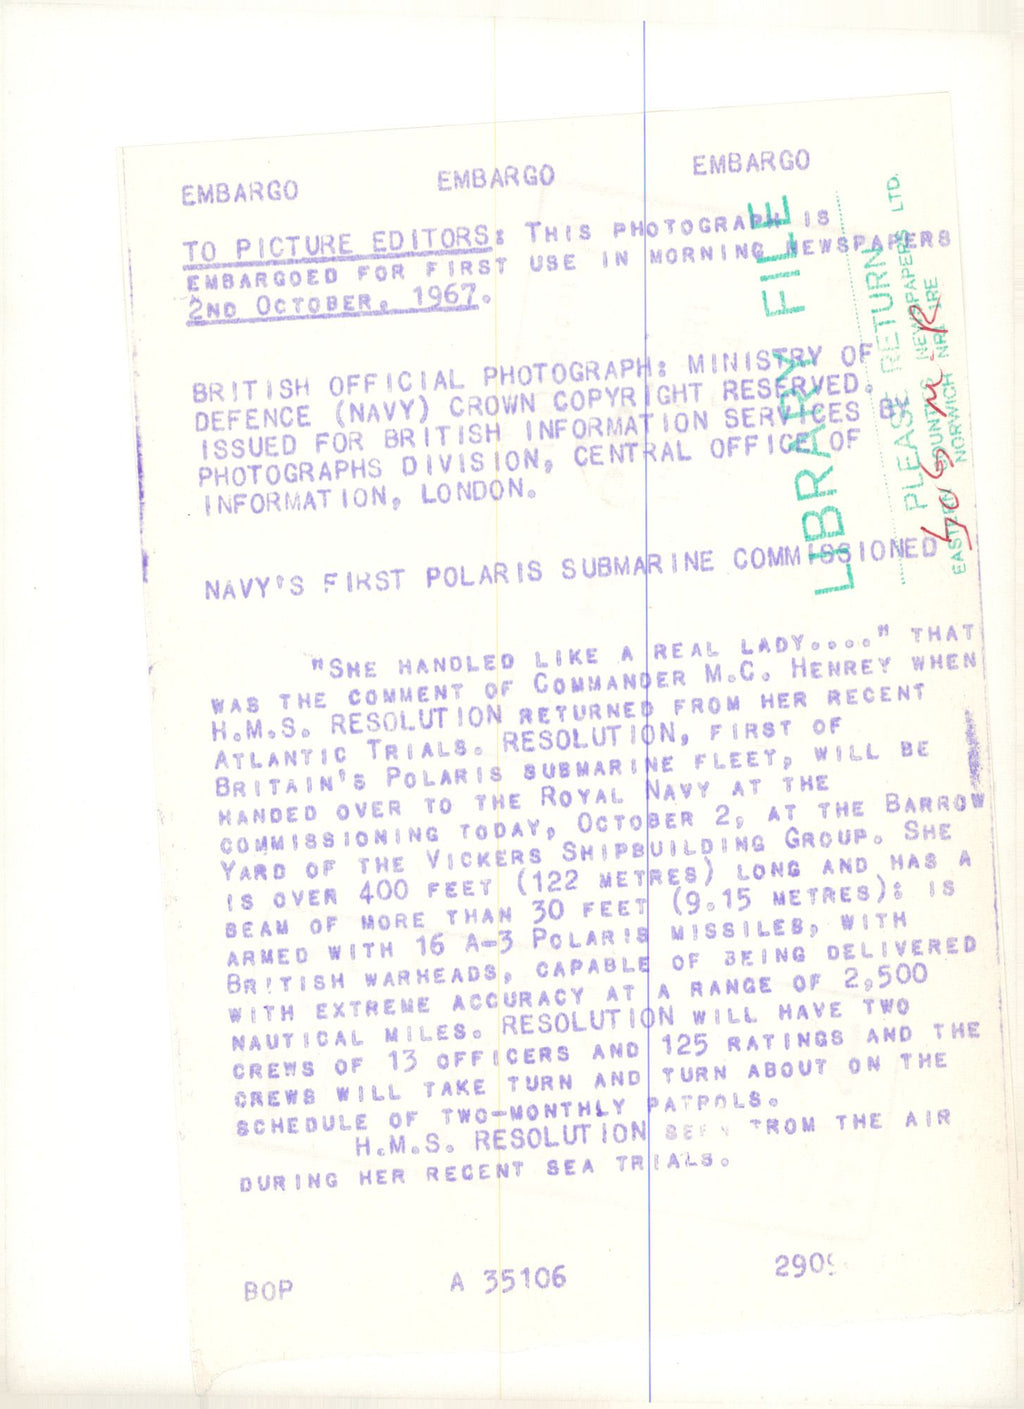 EMBARGO EMBARGO EMBARGO
TO PICTURE EDITORS: THIS PHOTOGRAPH IS
EMBARGOED FOR FIRST USE IN MORNING NEWSPAPERS
2ND OCTOBER, 1967.
BRITISH OFFICIAL PHOTOGRAPH: MINISTRY OF
DEFENCE (NAVY) CROWN COPYRIGHT RESERVED.
ISSUED FOR BRITISH INFORMATION SERVICES BY
PHOTOGRAPHS DIVISION, CENTRAL OFFICE OF
INFORMATION, LONDON.
NAVY'S FIRST POLARIS SUBMARINE COMMISSIONED
"SHE HANDLED LIKE A REAL LADY...." THAT
WAS THE COMMENT OF COMMANDER M.C. HENREY WHEN
H.M.S. RESOLUTION RETURNED FROM HER RECENT
ATLANTIC TRIALS. RESOLUTION, FIRST OF
BRITAIN'S POLARIS SUBMARINE FLEET, WILL BE
HANDED OVER TO THE ROYAL NAVY AT THE
COMMISSIONING TODAY, OCTOBER 2, AT THE BARROW
YARD OF THE VICKERS SHIPBUILDING GROUP. SHE
IS OVER 400 FEET (122 METRES) LONG AND HAS A
BEAM OF MORE THAN 30 FEET (9.15 METRES): IS
ARMED WITH 16 A-3 POLARIS MISSILES, WITH
BRITISH WARHEADS, CAPABLE OF BEING DELIVERED
WITH EXTREME ACCURACY AT A RANGE OF 2,500
NAUTICAL MILES. RESOLUTION WILL HAVE TWO
CREWS OF 13 OFFICERS AND 125 RATINGS AND THE
CREWS WILL TAKE TURN AND TURN ABOUT ON THE
SCHEDULE OF TWO-MONTHLY PATROLS.
H.M.S. RESOLUTION SEEN FROM THE AIR
DURING HER RECENT SEA TRIALS.
BOP A 35106
LIBRARY FILE
PLEASE RETURN
EASTERN COUNTIES NEWSPAPERS LTD.
NORWICH